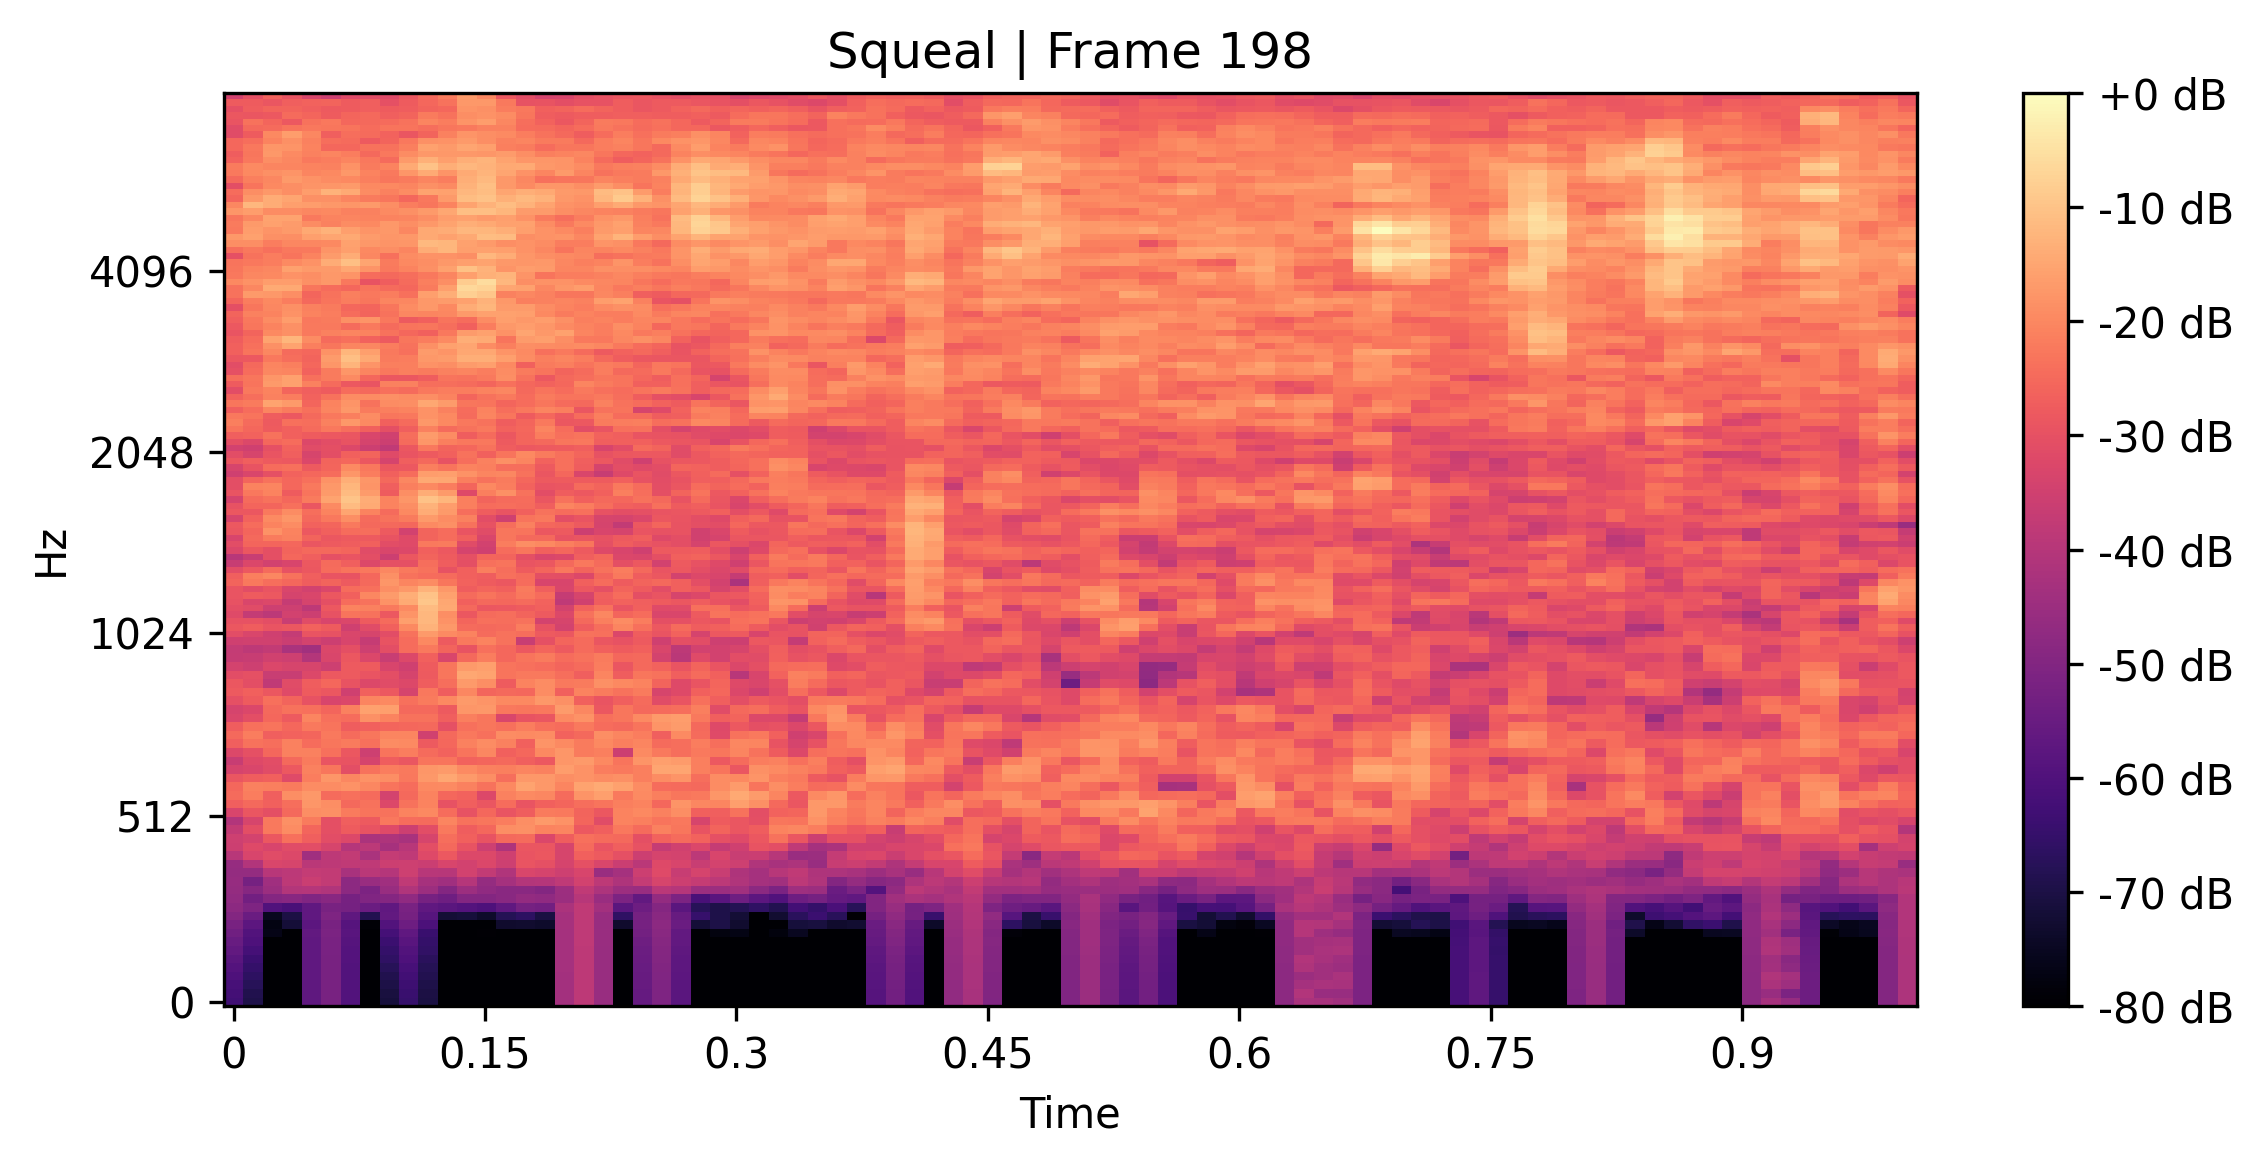 Squeal | Frame 198
+0 dB
-10 dB
-20 dB
-30 dB
-40 dB
-50 dB
-60 dB
-70 dB
-80 dB
Hz
4096
2048
1024
512
0
0 0.15 0.3 0.45 0.6 0.75 0.9
Time